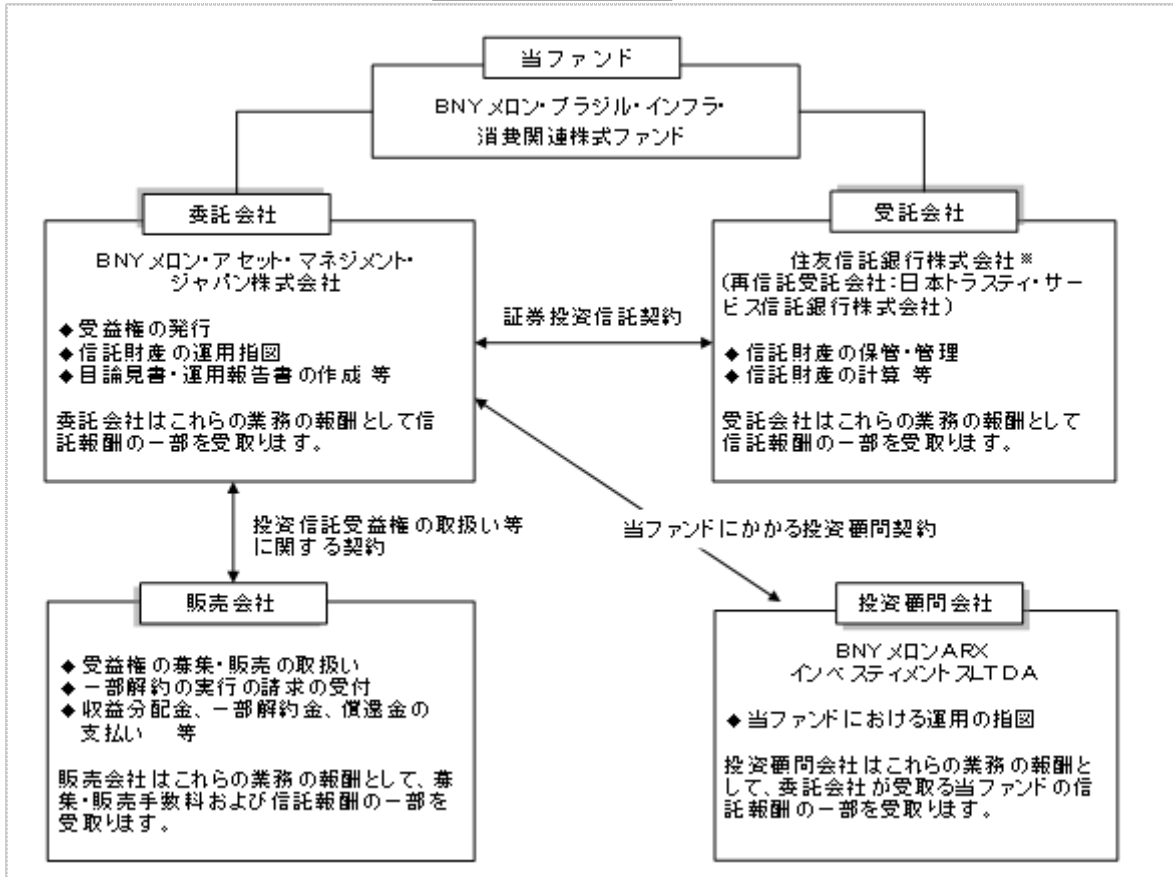 当ファンド
BNYメロン・ブラジル・インフラ・
消費関連株式ファンド
委託会社
BNYメロン・アセット・マネジメント・
ジャパン株式会社
◆受益権の発行
◆信託財産の運用指図
◆目論見書・運用報告書の作成 等
委託会社はこれらの業務の報酬として信
託報酬の一部を受取ります。
受託会社
住友信託銀行株式会社※
(再信託受託会社:日本トラスティ・サー
ビス信託銀行株式会社)
◆信託財産の保管・管理
◆信託財産の計算 等
受託会社はこれらの業務の報酬として
信託報酬の一部を受取ります。
証券投資信託契約
投資信託受益権の取扱い等
に関する契約
当ファンドにかかる投資顧問契約
販売会社
◆受益権の募集・販売の取扱い
◆一部解約の実行の請求の受付
◆収益分配金、一部解約金、償還金の
支払い 等
販売会社はこれらの業務の報酬として、募
集・販売手数料および信託報酬の一部を
受取ります。
投資顧問会社
BNYメロンARX
インベスティメントスLTDA
◆当ファンドにおける運用の指図
投資顧問会社はこれらの業務の報酬と
して、委託会社が受取る当ファンドの信
託報酬の一部を受取ります。